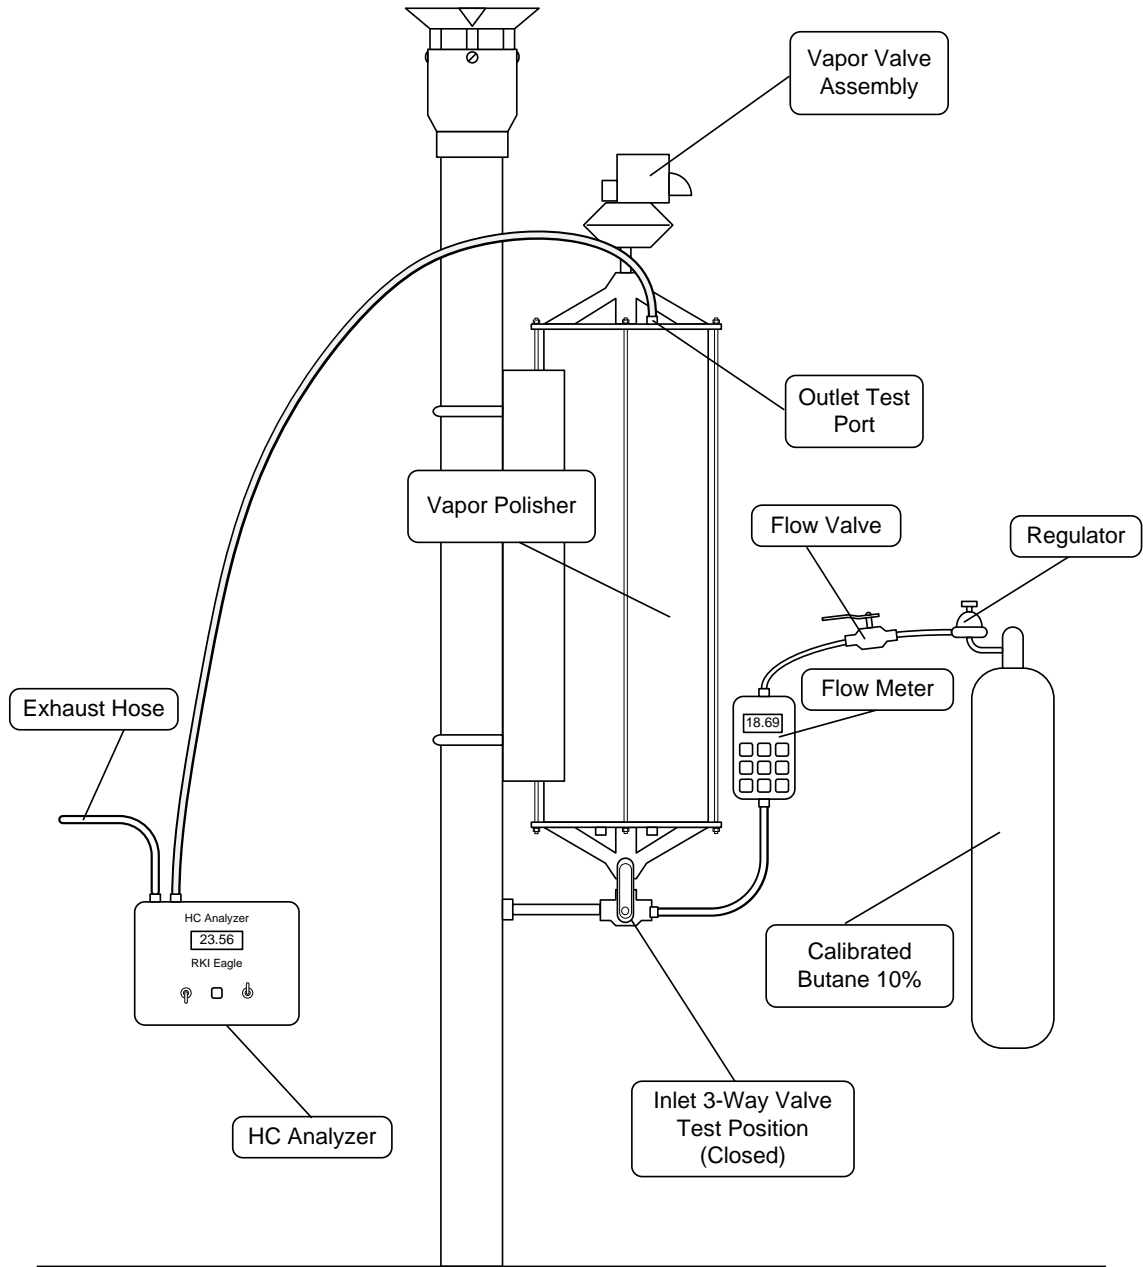 Vapor Valve
Assembly
Outlet Test
Port
Vapor Polisher
Flow Valve
Regulator
Exhaust Hose
Flow Meter
18.69
HC Analyzer
23.56
RKI Eagle
Calibrated
Butane 10%
HC Analyzer
Inlet 3-Way Valve
Test Position
(Closed)